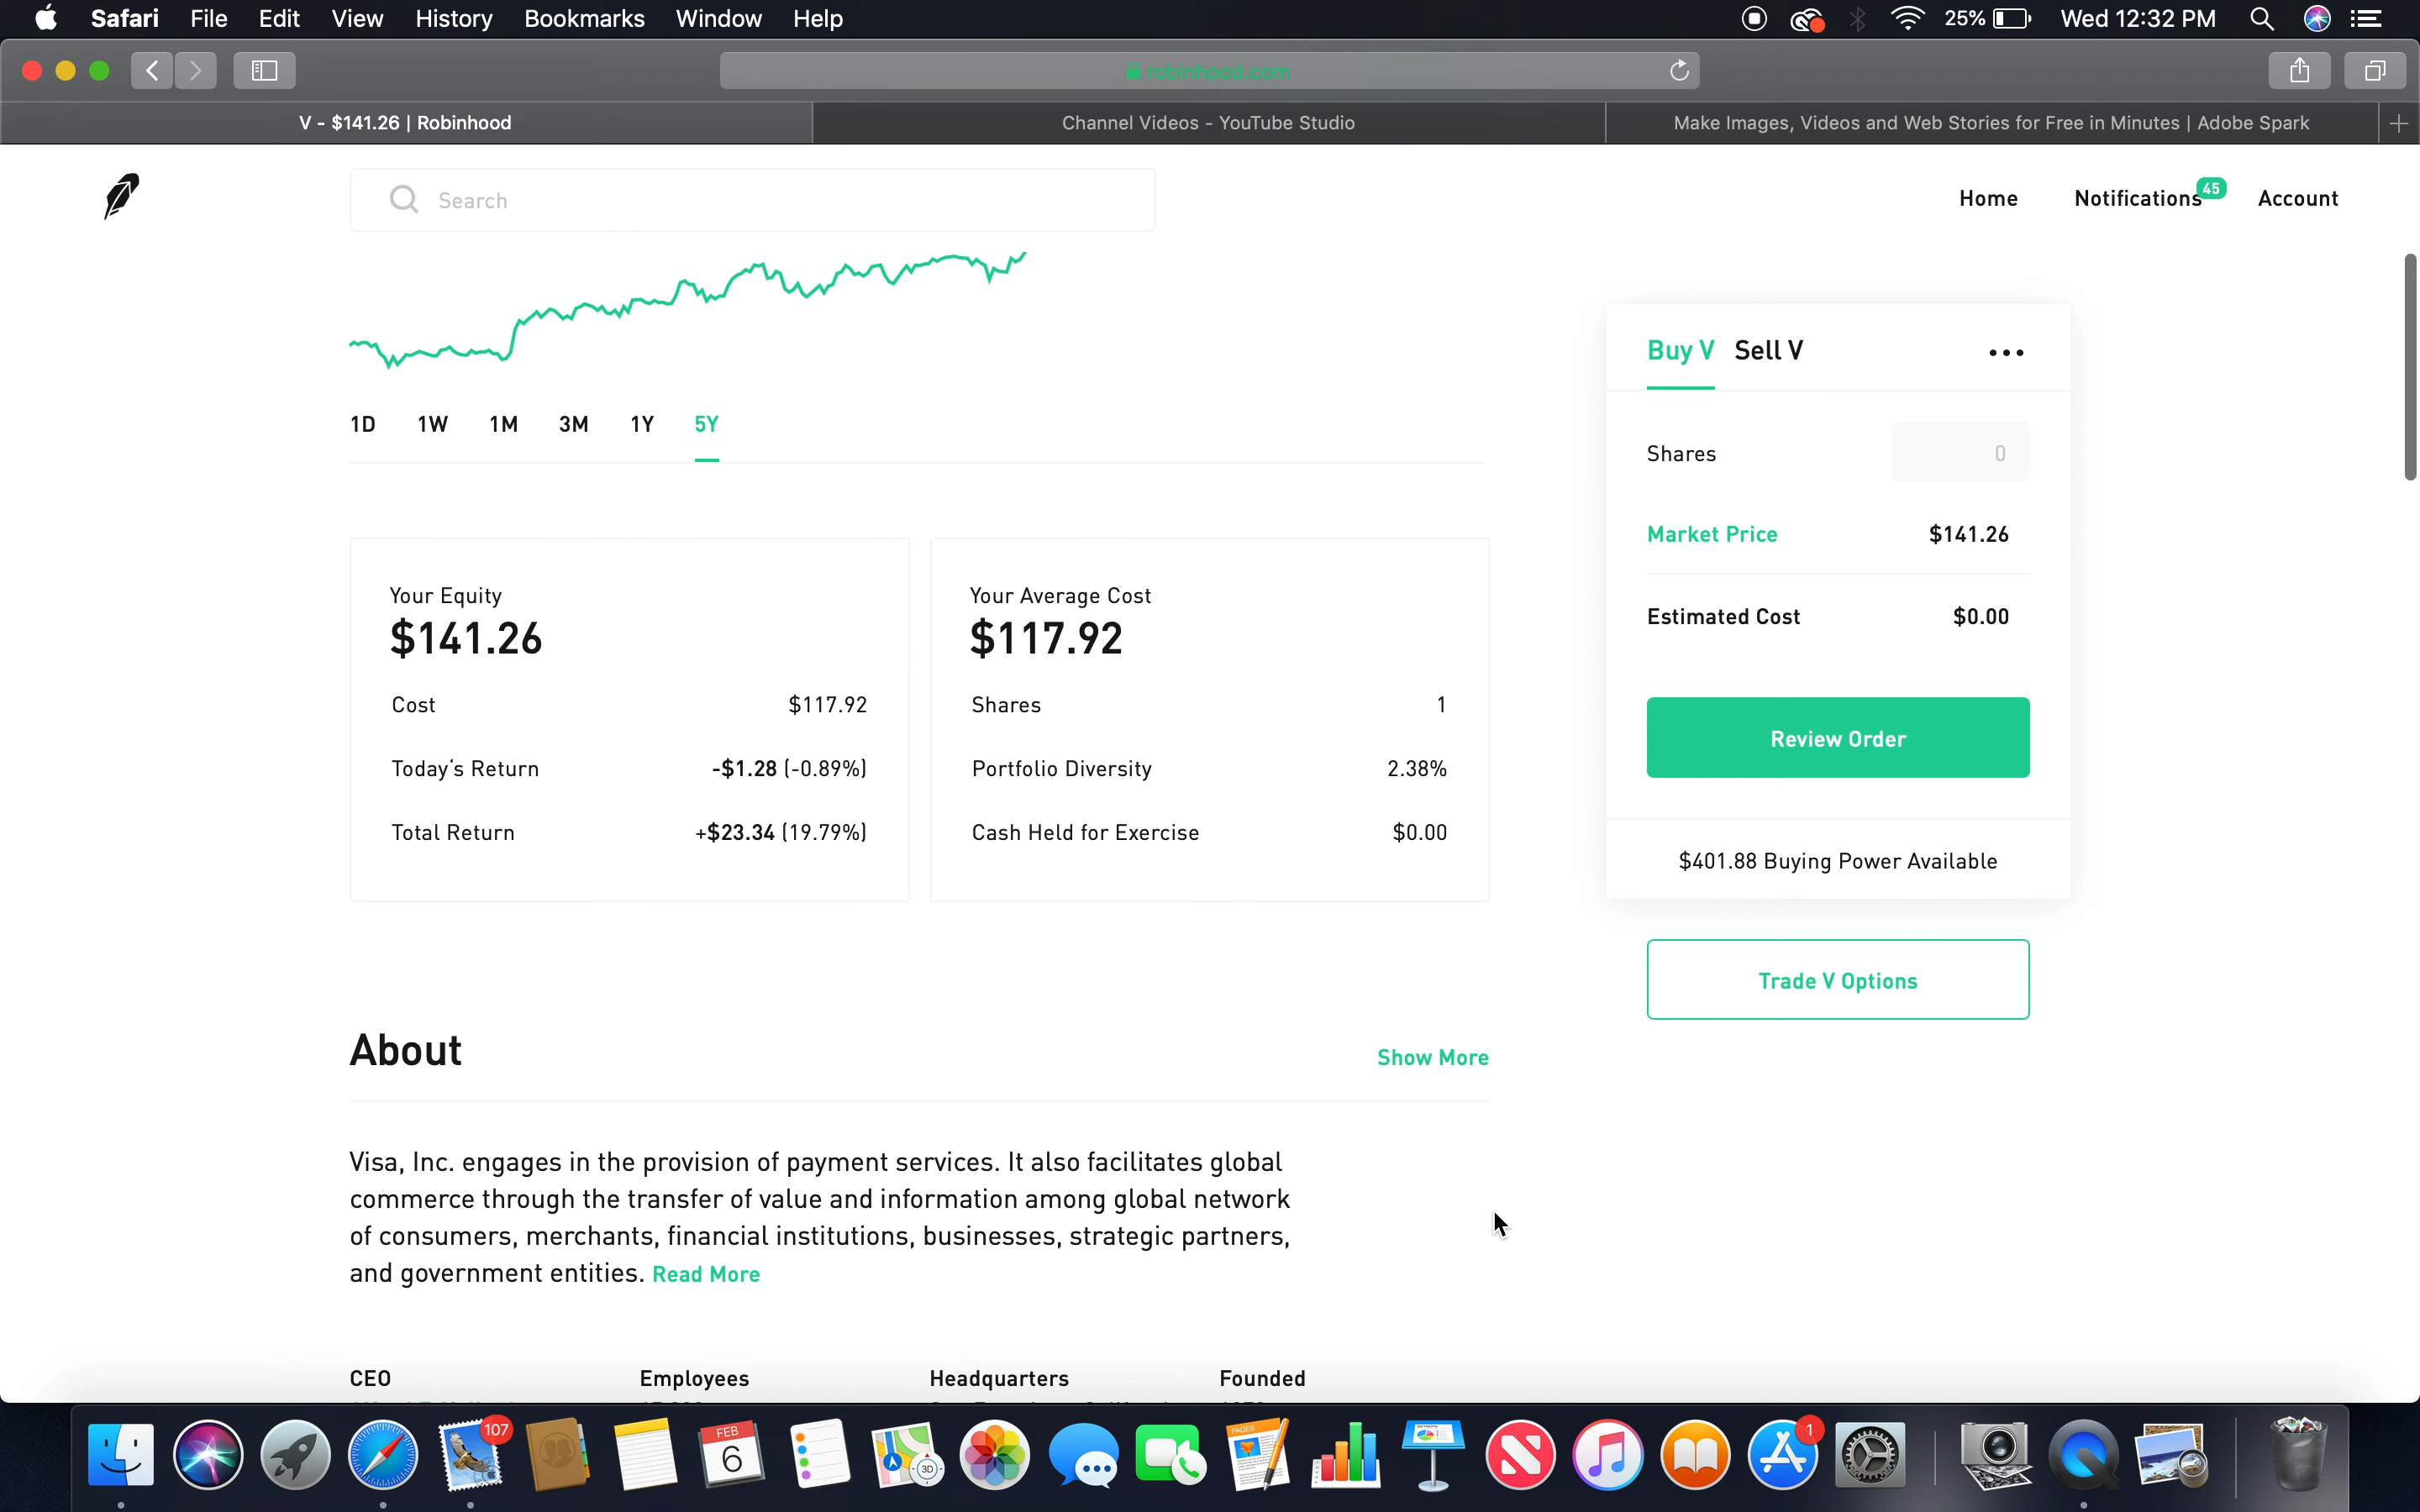 Safari File Edit View History Bookmarks Window Help 25% Wed 12:32 PM
robinhood.com
V - $141.26 | Robinhood
Channel Videos - YouTube Studio
Make Images, Videos and Web Stories for Free in Minutes | Adobe Spark
Search
Home Notifications 45 Account
1D 1W 1M 3M 1Y 5Y
Your Equity
$141.26
Cost $117.92
Today's Return -$1.28 (-0.89%)
Total Return +$23.34 (19.79%)
Your Average Cost
$117.92
Shares 1
Portfolio Diversity 2.38%
Cash Held for Exercise $0.00
Buy V Sell V
Shares 0
Market Price $141.26
Estimated Cost $0.00
Review Order
$401.88 Buying Power Available
Trade V Options
About Show More
Visa, Inc. engages in the provision of payment services. It also facilitates global
commerce through the transfer of value and information among global network
of consumers, merchants, financial institutions, businesses, strategic partners,
and government entities. Read More
CEO Employees Headquarters Founded
107
FEB
6
3D
PAGES
1